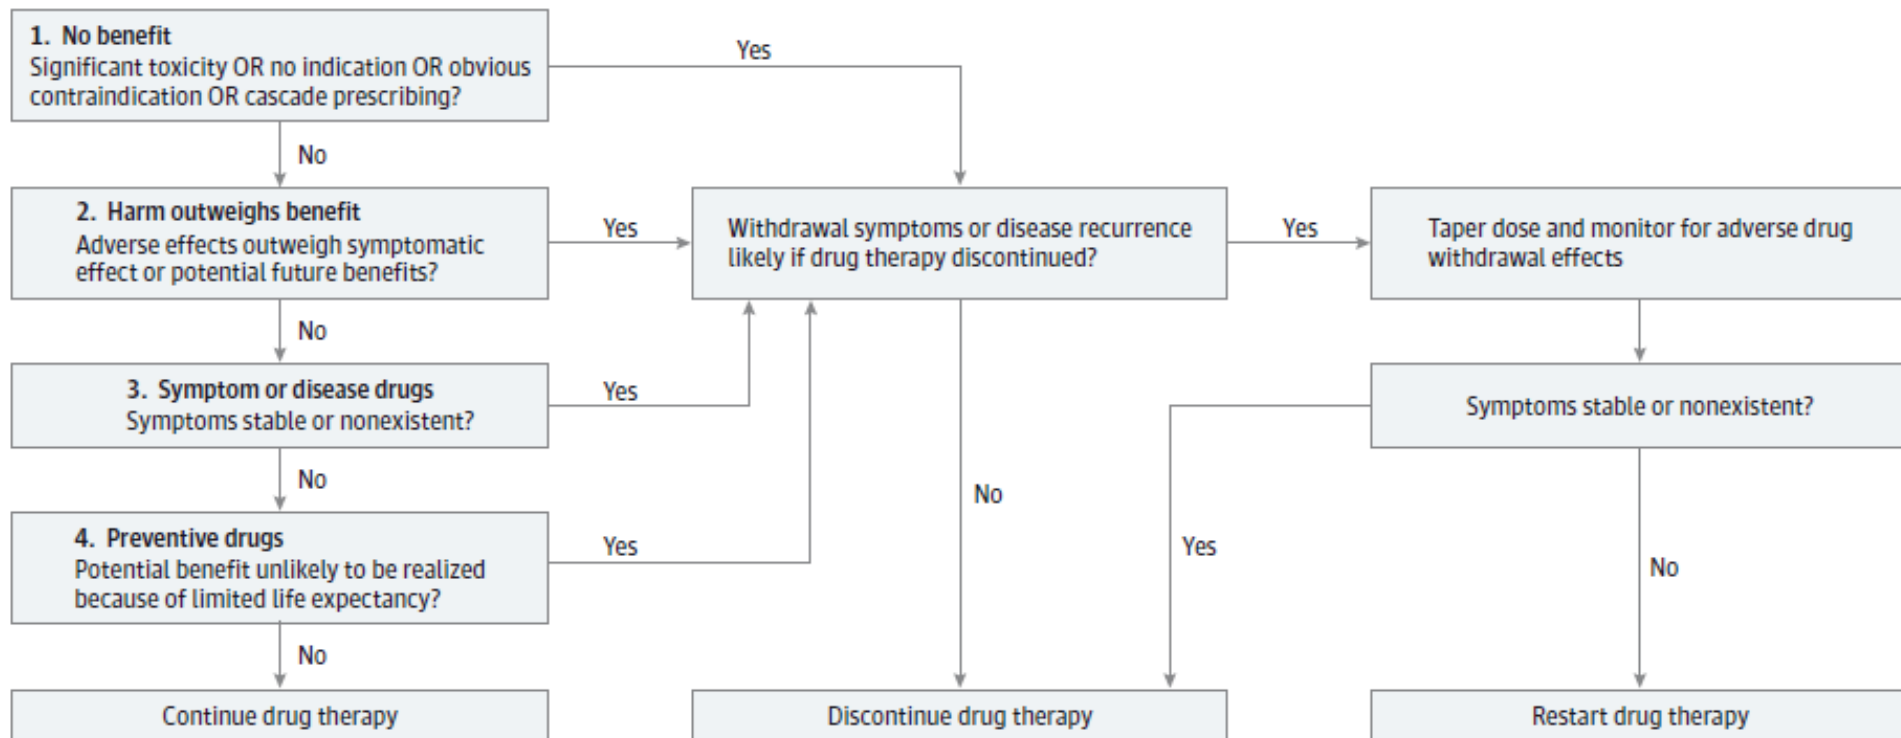 1. No benefit
Significant toxicity OR no indication OR obvious
contraindication OR cascade prescribing?
Yes
No
2. Harm outweighs benefit
Adverse effects outweigh symptomatic
effect or potential future benefits?
Yes
Withdrawal symptoms or disease recurrence
likely if drug therapy discontinued?
Yes
Taper dose and monitor for adverse drug
withdrawal effects
No
3. Symptom or disease drugs
Symptoms stable or nonexistent?
Yes
Symptoms stable or nonexistent?
No
No
4. Preventive drugs
Potential benefit unlikely to be realized
because of limited life expectancy?
Yes
Yes
No
No
Continue drug therapy
Discontinue drug therapy
Restart drug therapy